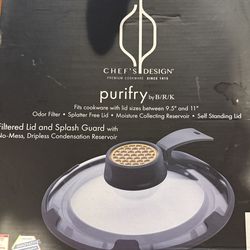 CHEF'S DESIGN®
PREMIUM COOKWARE SINCE 1975
purifry by B/R/K
Fits cookware with lid sizes between 9.5" and 11"
Odor Filter • Splatter Free Lid • Moisture Collecting Reservoir • Self Standing Lid
Filtered Lid and Splash Guard with
No-Mess, Dripless Condensation Reservoir